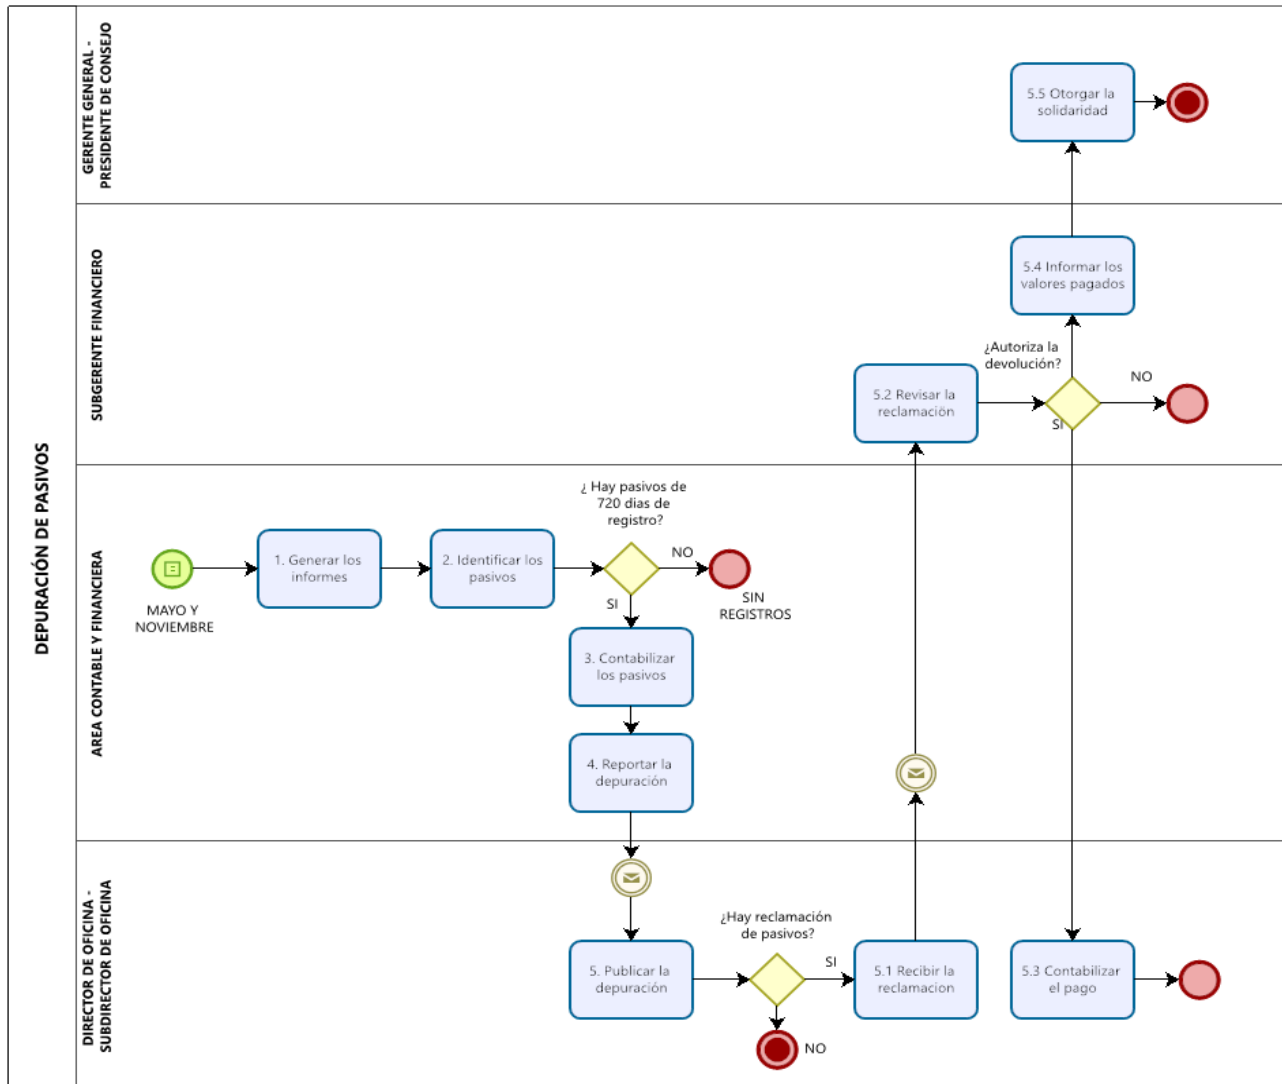 DEPURACIÓN DE PASIVOS
GERENTE GENERAL -
PRESIDENTE DE CONSEJO
5.5 Otorgar la
solidaridad
SUBGERENTE FINANCIERO
5.4 Informar los
valores pagados
¿Autoriza la
devolución?
5.2 Revisar la
reclamación
NO
SI
AREA CONTABLE Y FINANCIERA
¿ Hay pasivos de
720 dias de
registro?
MAYO Y
NOVIEMBRE
1. Generar los
informes
2. Identificar los
pasivos
NO
SIN
REGISTROS
SI
3. Contabilizar
los pasivos
4. Reportar la
depuración
DIRECTOR DE OFICINA -
SUBDIRECTOR DE OFICINA
5. Publicar la
depuración
¿Hay reclamación
de pasivos?
SI
NO
5.1 Recibir la
reclamacion
5.3 Contabilizar
el pago